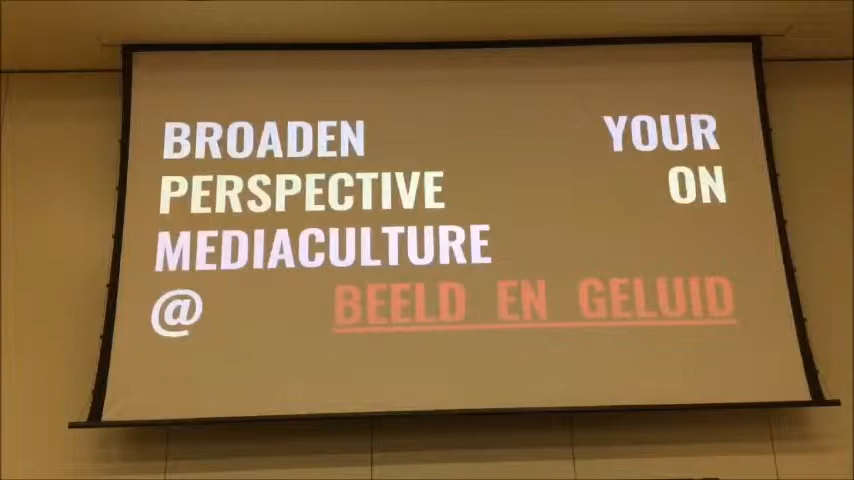 BROADEN YOUR
PERSPECTIVE ON
MEDIACULTURE
@ BEELD EN GELUID